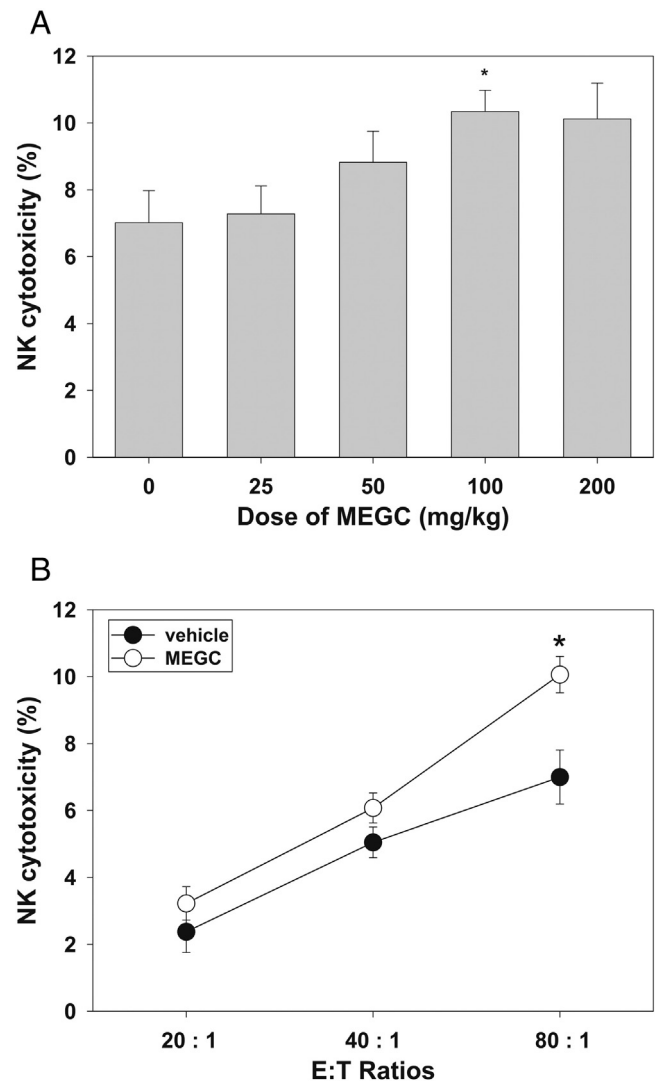 A
12
10
8
6
4
2
0
NK cytotoxicity (%)
*
0 25 50 100 200
Dose of MEGC (mg/kg)
B
12
10
8
6
4
2
0
NK cytotoxicity (%)
vehicle
MEGC
*
20 : 1 40 : 1 80 : 1
E:T Ratios